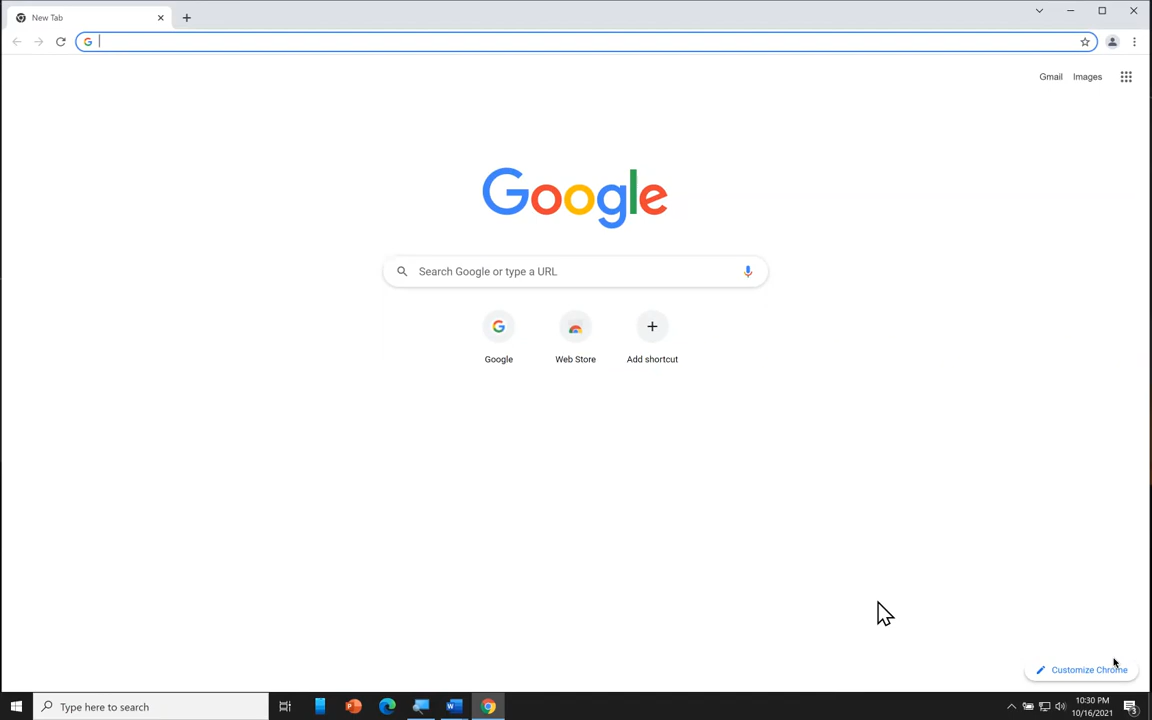 New Tab
Gmail Images
Google
Search Google or type a URL
Google Web Store Add shortcut
Customize Chrome
Type here to search
10:30 PM
10/16/2021
3